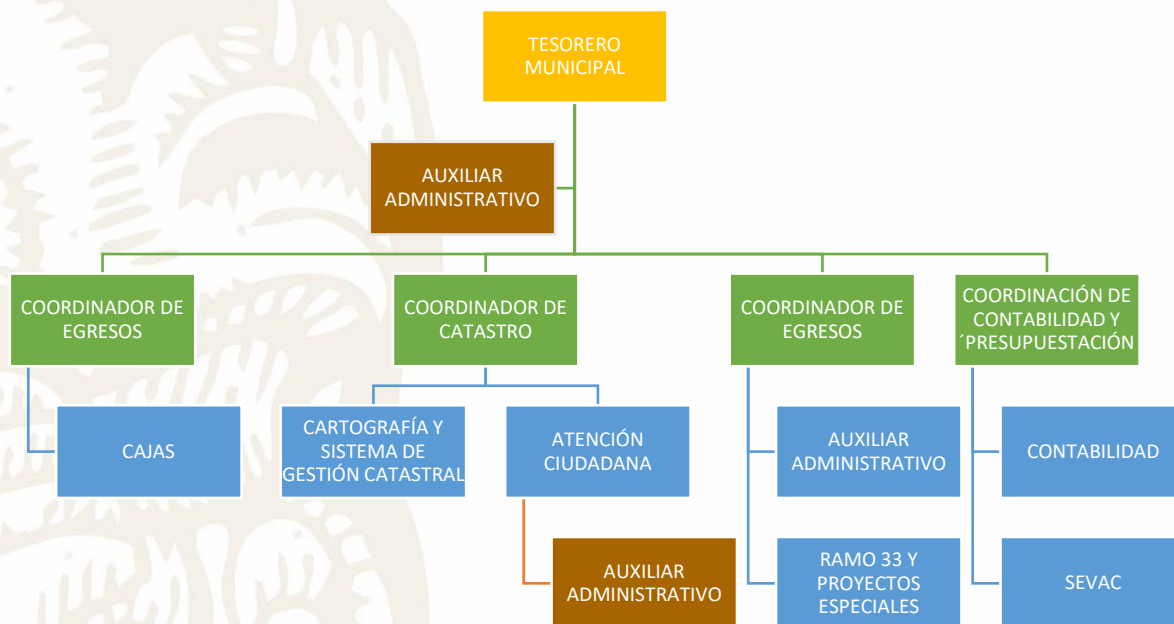 TESORERO
MUNICIPAL
AUXILIAR
ADMINISTRATIVO
COORDINADOR DE
EGRESOS
COORDINADOR DE
CATASTRO
COORDINADOR DE
EGRESOS
COORDINACIÓN DE
CONTABILIDAD Y
´PRESUPUESTACIÓN
CAJAS
CARTOGRAFÍA Y
SISTEMA DE
GESTIÓN CATASTRAL
ATENCIÓN
CIUDADANA
AUXILIAR
ADMINISTRATIVO
CONTABILIDAD
AUXILIAR
ADMINISTRATIVO
RAMO 33 Y
PROYECTOS
ESPECIALES
SEVAC